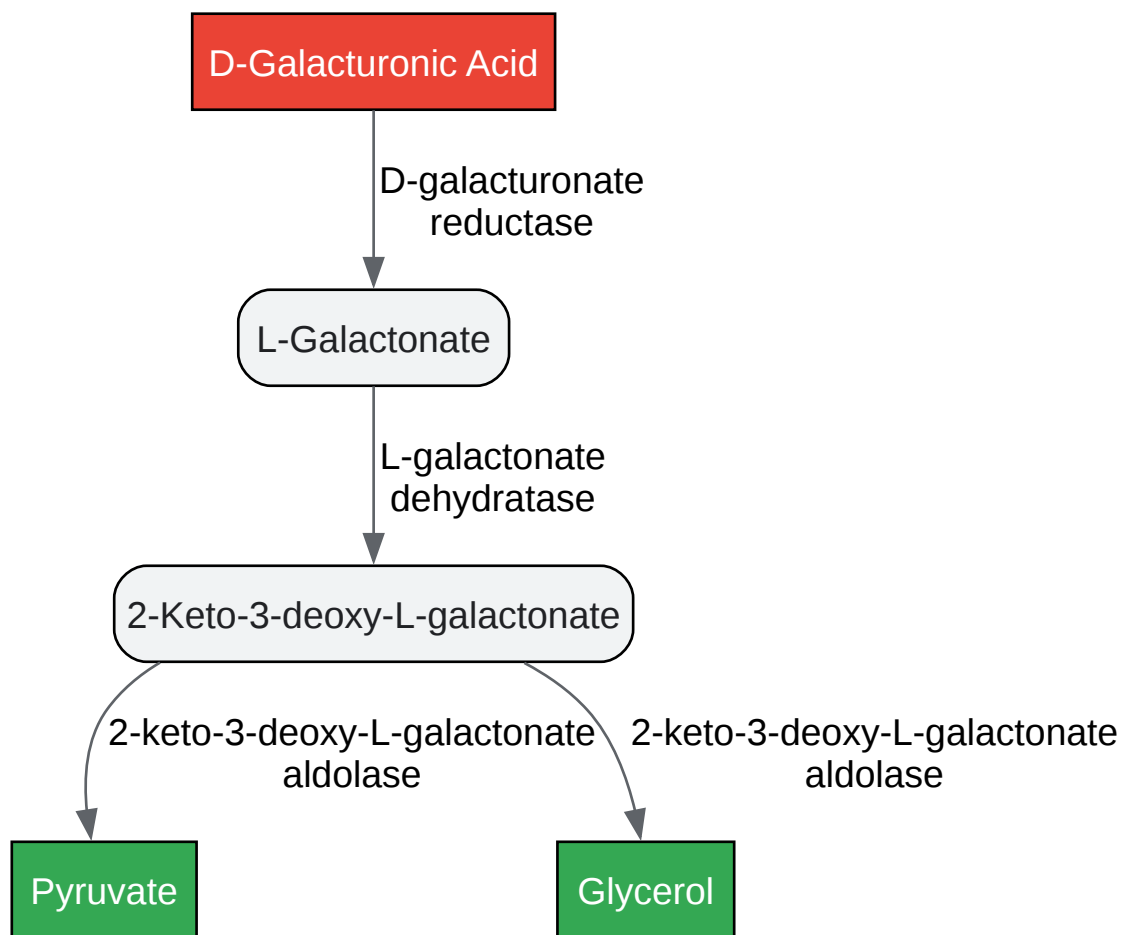 D-Galacturonic Acid
D-galacturonate
reductase
L-Galactonate
L-galactonate
dehydratase
2-Keto-3-deoxy-L-galactonate
2-keto-3-deoxy-L-galactonate
aldolase
2-keto-3-deoxy-L-galactonate
aldolase
Pyruvate
Glycerol